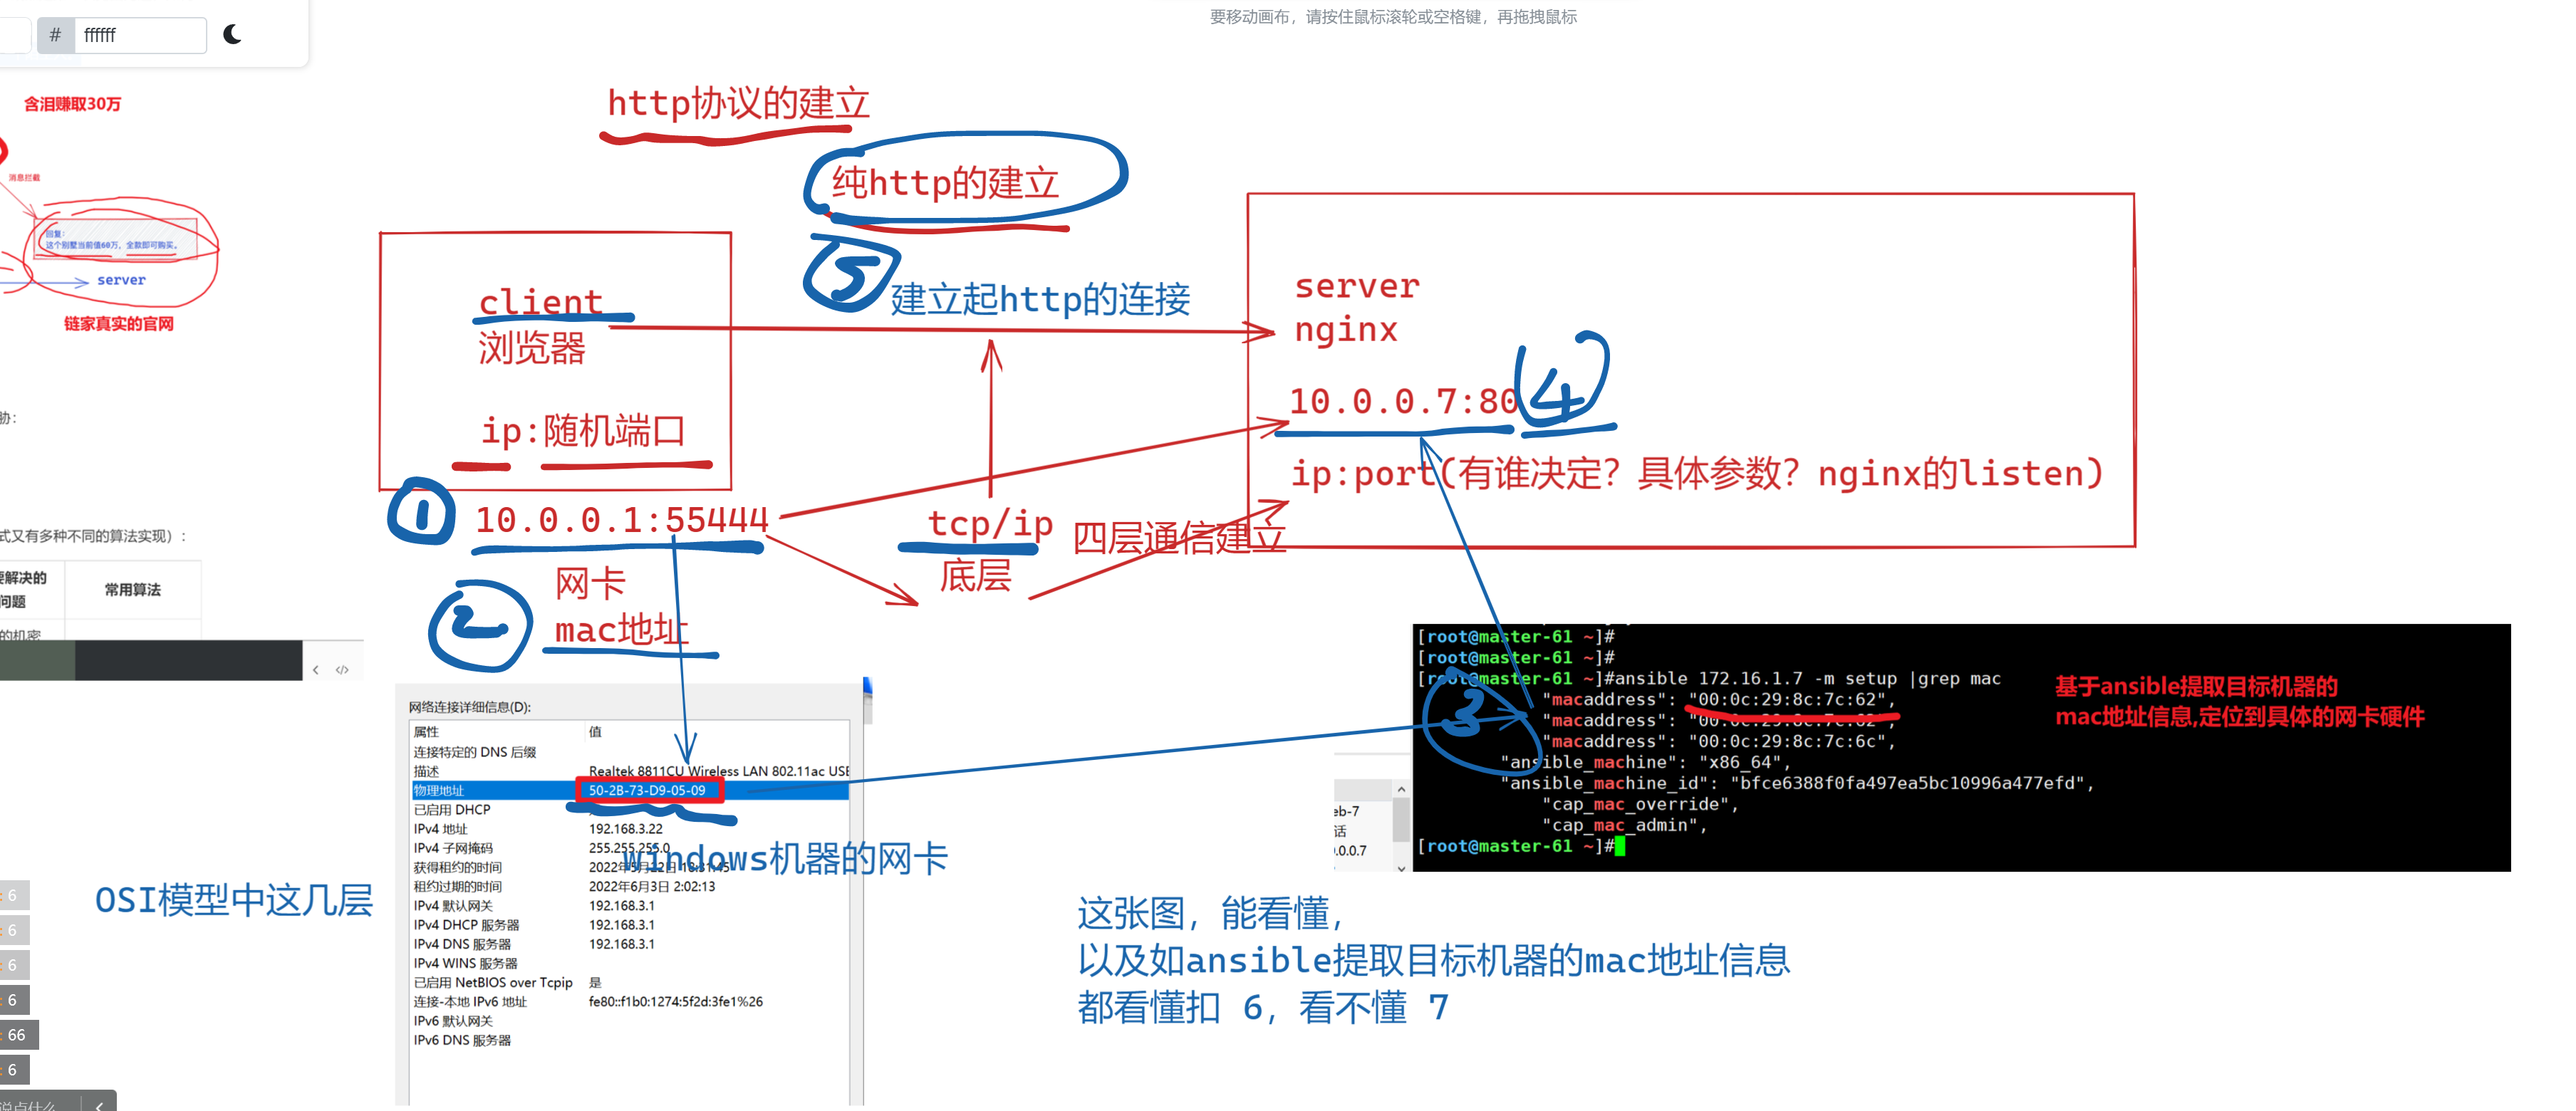 要移动画布，请按住鼠标滚轮或空格键，再拖拽鼠标
# ffffff
含泪赚取30万
消息拦截
回复：
这个别墅当前值60万，全款即可购买。
server
链家真实的官网
胁：
式又有多种不同的算法实现）：
要解决的
问题
常用算法
的机密
http协议的建立
纯http的建立
5
建立起http的连接
client
浏览器
ip:随机端口
1
10.0.0.1:55444
网卡
mac地址
2
tcp/ip
底层
四层通信建立
server
nginx
10.0.0.7:80
4
ip:port(有谁决定？具体参数？nginx的listen)
网络连接详细信息(D):
属性 值
连接特定的 DNS 后缀
描述 Realtek 8811CU Wireless LAN 802.11ac USB
物理地址 50-2B-73-D9-05-09
已启用 DHCP
IPv4 地址 192.168.3.22
IPv4 子网掩码 255.255.255.0
获得租约的时间 2022年5月22日 18:31:45
租约过期的时间 2022年6月3日 2:02:13
IPv4 默认网关 192.168.3.1
IPv4 DHCP 服务器 192.168.3.1
IPv4 DNS 服务器 192.168.3.1
IPv4 WINS 服务器
已启用 NetBIOS over Tcpip 是
连接-本地 IPv6 地址 fe80::f1b0:1274:5f2d:3fe1%26
IPv6 默认网关
IPv6 DNS 服务器
windows机器的网卡
3
[root@master-61 ~]#
[root@master-61 ~]#
[root@master-61 ~]#ansible 172.16.1.7 -m setup |grep mac
"macaddress": "00:0c:29:8c:7c:62",
"macaddress": "00:0c:29:8c:7c:62",
"macaddress": "00:0c:29:8c:7c:6c",
"ansible_machine": "x86_64",
"ansible_machine_id": "bfce6388f0fa497ea5bc10996a477efd",
"cap_mac_override",
"cap_mac_admin",
[root@master-61 ~]#
基于ansible提取目标机器的
mac地址信息,定位到具体的网卡硬件
eb-7
话
0.0.7
OSI模型中这几层
这张图，能看懂，
以及如ansible提取目标机器的mac地址信息
都看懂扣 6，看不懂 7
: 6
: 6
: 6
: 6
: 66
: 6
说点什么